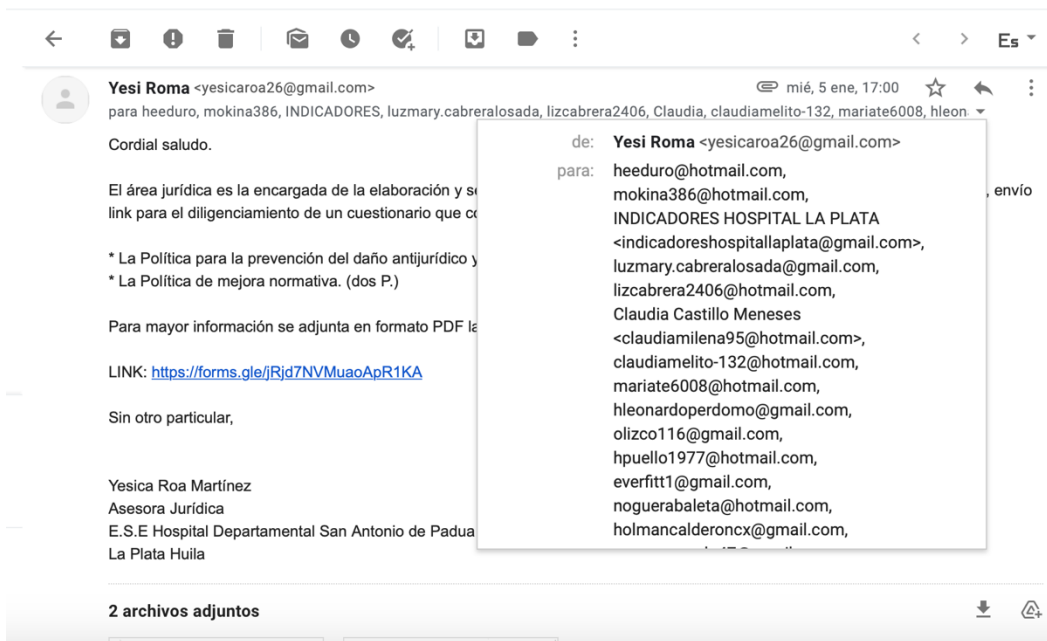 Es
Yesi Roma <yesicaroa26@gmail.com>
mié, 5 ene, 17:00
para heeduro, mokina386, INDICADORES, luzmary.cabreralosada, lizcabrera2406, Claudia, claudiamelito-132, mariate6008, hleon
Cordial saludo.
El área jurídica es la encargada de la elaboración y
, envío
link para el diligenciamiento de un cuestionario que
* La Política para la prevención del daño antijurídico y
* La Política de mejora normativa. (dos P.)
Para mayor información se adjunta en formato PDF
LINK: https://forms.gle/jRjd7NVMuaoApR1KA
Sin otro particular,
Yesica Roa Martínez
Asesora Jurídica
E.S.E Hospital Departamental San Antonio de Padua
La Plata Huila
de: Yesi Roma <yesicaroa26@gmail.com>
para: heeduro@hotmail.com,
mokina386@hotmail.com,
INDICADORES HOSPITAL LA PLATA
<indicadoreshospitallaplata@gmail.com>,
luzmary.cabreralosada@gmail.com,
lizcabrera2406@hotmail.com,
Claudia Castillo Meneses
<claudiamilena95@hotmail.com>,
claudiamelito-132@hotmail.com,
mariate6008@hotmail.com,
hleonardoperdomo@gmail.com,
olizco116@gmail.com,
hpuello1977@hotmail.com,
everfitt1@gmail.com,
noguerabaleta@hotmail.com,
holmancalderoncx@gmail.com,
2 archivos adjuntos